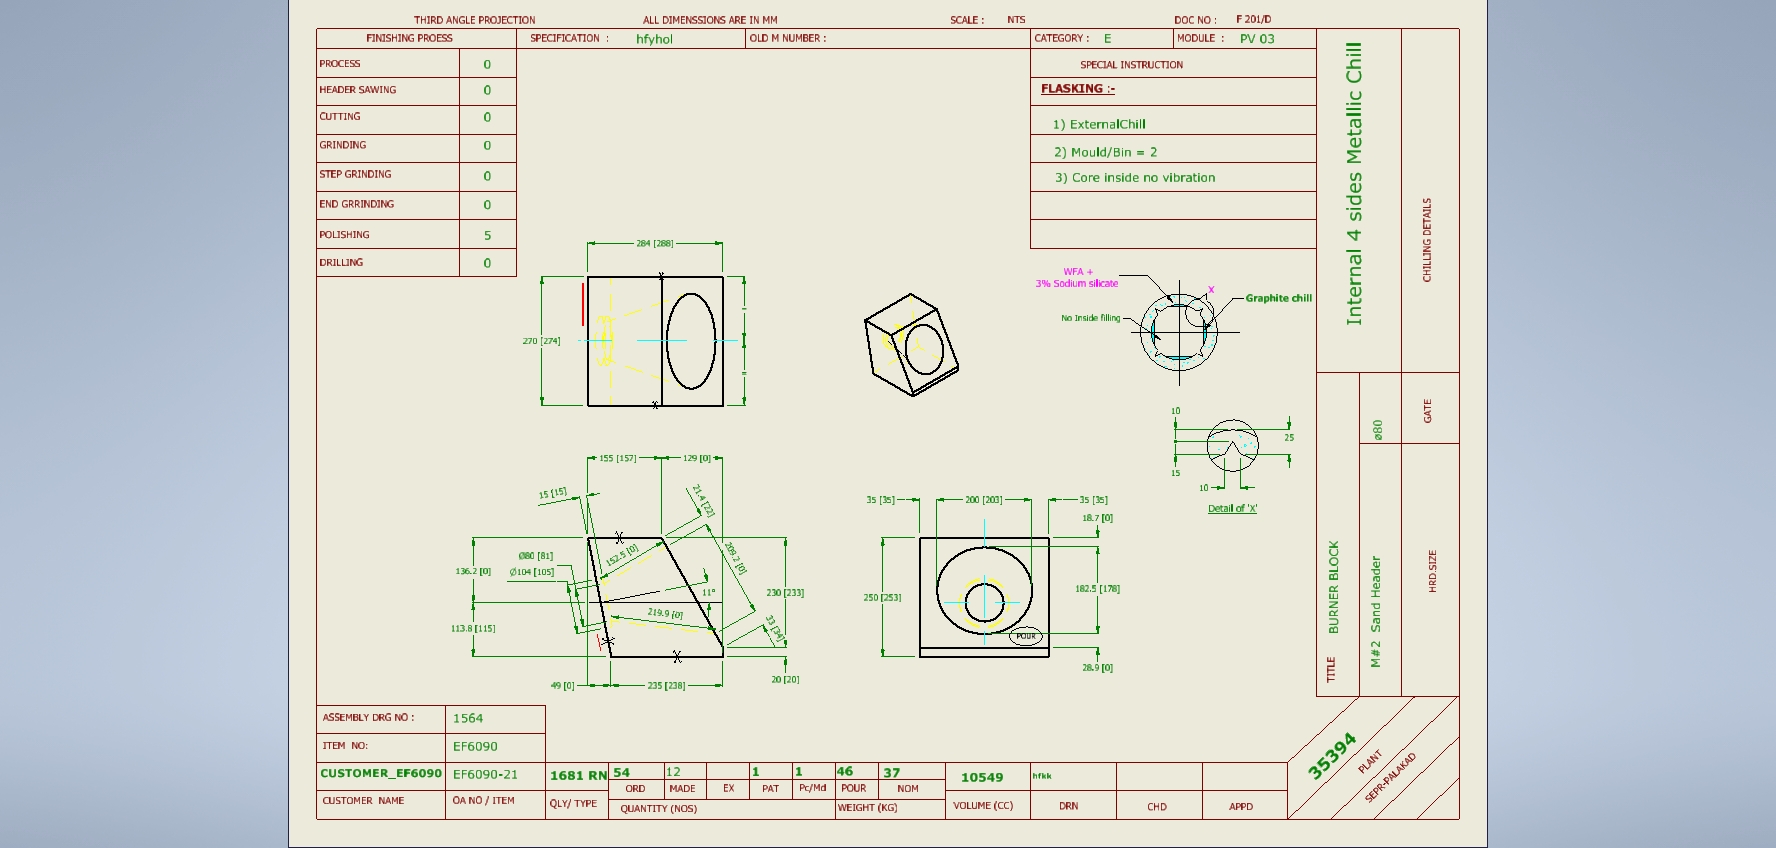 THIRD ANGLE PROJECTION ALL DIMENSSIONS ARE IN MM SCALE : NTS DOC NO : F 201/D
FINISHING PROESS SPECIFICATION : hfyhol OLD M NUMBER : CATEGORY : E MODULE : PV 03
PROCESS 0
HEADER SAWING 0
CUTTING 0
GRINDING 0
STEP GRINDING 0
END GRRINDING 0
POLISHING 5
DRILLING 0
SPECIAL INSTRUCTION
FLASKING :-
1) ExternalChill
2) Mould/Bin = 2
3) Core inside no vibration
Internal 4 sides Metallic Chill
CHILLING DETAILS
284 [288]
270 [274]
=
=
X
X
WFA +
3% Sodium silicate
X
Graphite chill
No Inside filling
10
25
15
10
Detail of 'X'
ø80
GATE
BURNER BLOCK
TITLE
M#2 Sand Header
HRD.SIZE
155 [157] 129 [0]
15 [15]
21.4 [22]
X
152.5 [0]
209.2 [0]
Ø80 [81]
Ø104 [105]
136.2 [0]
11°
230 [233]
219.9 [0]
113.8 [115]
33 [34]
X
X
20 [20]
49 [0] 235 [238]
35 [35] 200 [203] 35 [35]
18.7 [0]
250 [253]
182.5 [178]
POUR
28.9 [0]
ASSEMBLY DRG NO : 1564
ITEM NO: EF6090
CUSTOMER_EF6090 EF6090-21 1681 RN 54 12 1 1 46 37 10549 hfkk
ORD MADE EX PAT Pc/Md POUR NOM
CUSTOMER NAME OA NO / ITEM QLY/ TYPE QUANTITY (NOS) WEIGHT (KG) VOLUME (CC) DRN CHD APPD
35394
PLANT
SEPR-PALAKAD